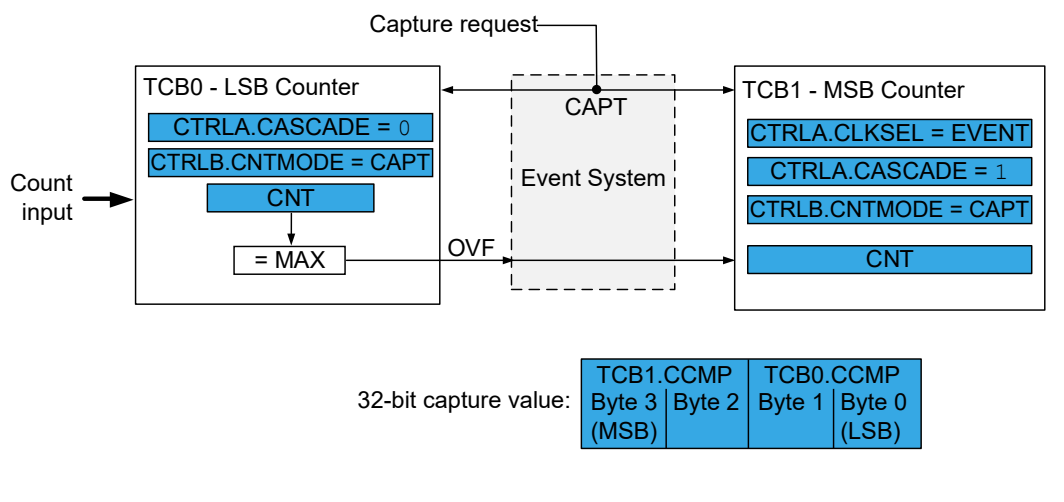 Capture request
TCB0 - LSB Counter
CTRLA.CASCADE = 0
CTRLB.CNTMODE = CAPT
CNT
= MAX
Count
input
OVF
CAPT
Event System
TCB1 - MSB Counter
CTRLA.CLKSEL = EVENT
CTRLA.CASCADE = 1
CTRLB.CNTMODE = CAPT
CNT
32-bit capture value:
TCB1.CCMP
TCB0.CCMP
Byte 3
(MSB)
Byte 2
Byte 1
Byte 0
(LSB)